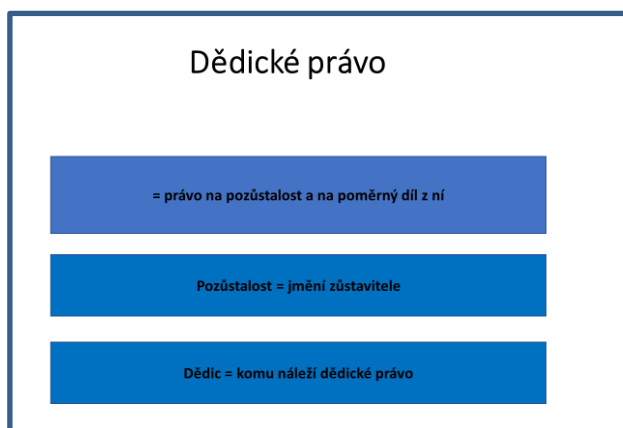 Dědické právo
= právo na pozůstalost a na poměrný díl z ní
Pozůstalost = jmění zůstavitele
Dědic = komu náleží dědické právo